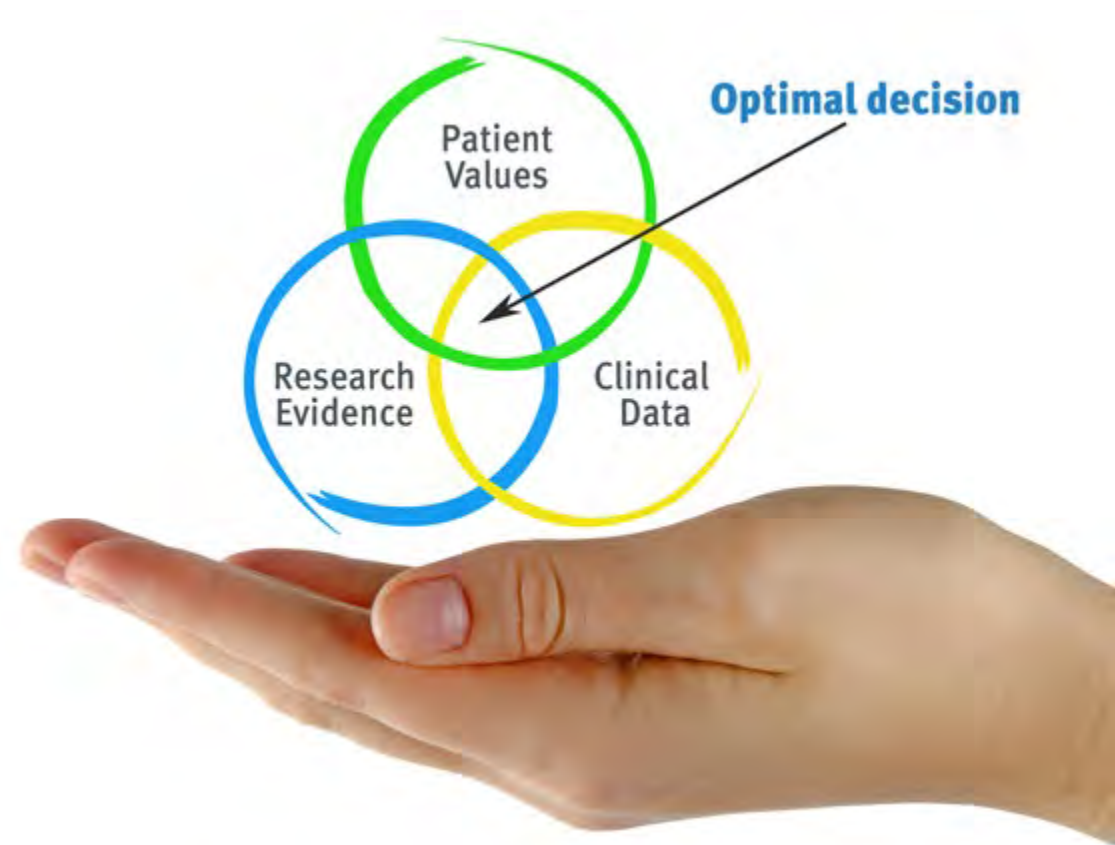 Optimal decision
Patient
Values
Research
Evidence
Clinical
Data